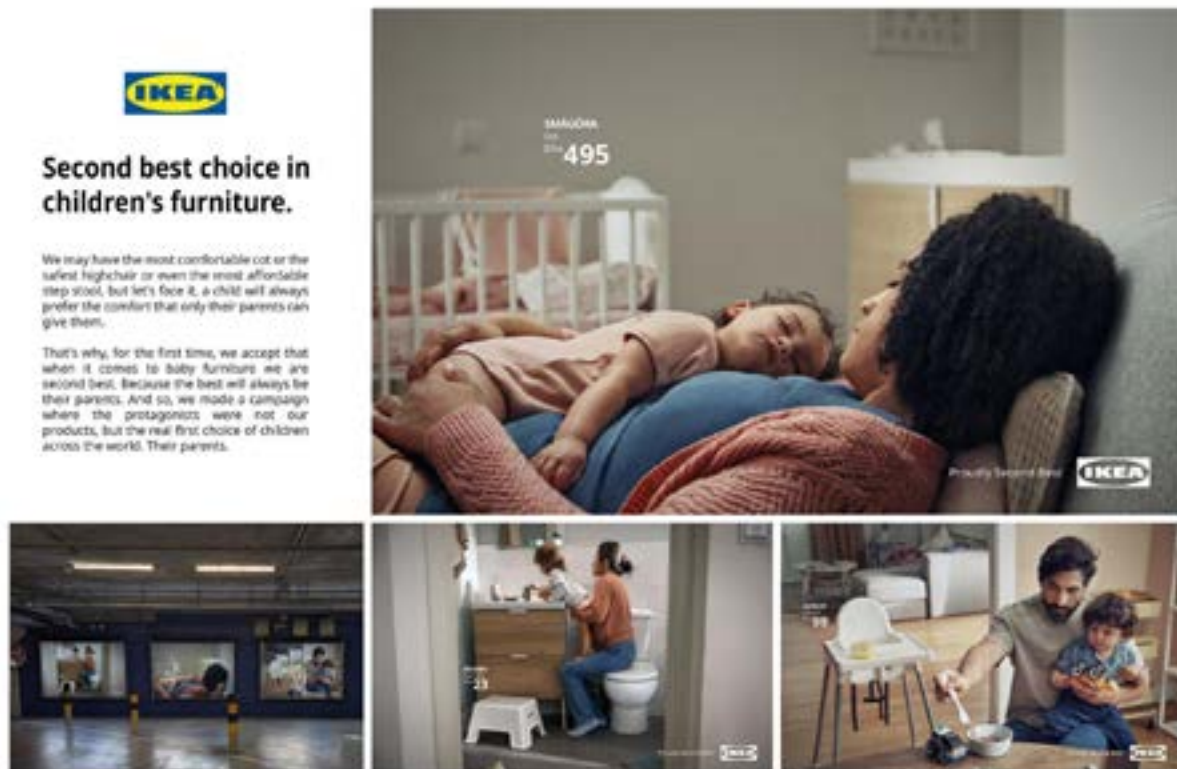 IKEA
Second best choice in
children's furniture.
We may have the most comfortable cot or the
safest highchair or even the most affordable
step stool, but let's face it, a child will always
prefer the comfort that only their parents can
give them.
That's why, for the first time, we accept that
when it comes to baby furniture we are
second best. Because the best will always be
their parents. And so, we made a campaign
where the protagonists were not our
products, but the real first choice of children
across the world. Their parents.
SMÅGÖRA
495
Proudly Second Best
IKEA
IKEA
99
IKEA